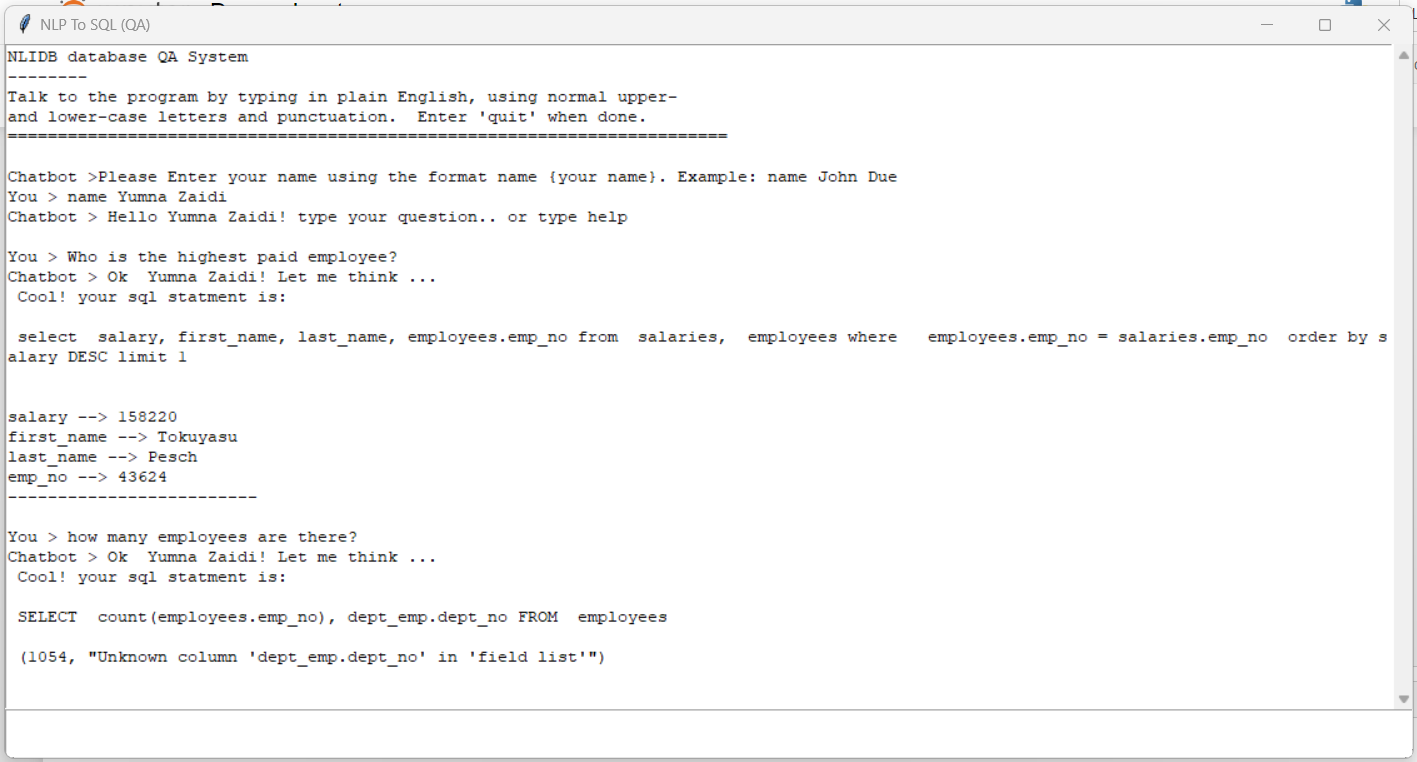 NLP To SQL (QA)
NLIDB database QA System
--------
Talk to the program by typing in plain English, using normal upper-
and lower-case letters and punctuation.  Enter 'quit' when done.
========================================================================
Chatbot >Please Enter your name using the format name {your name}. Example: name John Due
You > name Yumna Zaidi
Chatbot > Hello Yumna Zaidi! type your question.. or type help
You > Who is the highest paid employee?
Chatbot > Ok  Yumna Zaidi! Let me think ...
Cool! your sql statment is:
select  salary, first_name, last_name, employees.emp_no from  salaries,  employees where   employees.emp_no = salaries.emp_no  order by s
alary DESC limit 1
salary --> 158220
first_name --> Tokuyasu
last_name --> Pesch
emp_no --> 43624
-------------------------
You > how many employees are there?
Chatbot > Ok  Yumna Zaidi! Let me think ...
Cool! your sql statment is:
SELECT  count(employees.emp_no), dept_emp.dept_no FROM  employees
(1054, "Unknown column 'dept_emp.dept_no' in 'field list'")